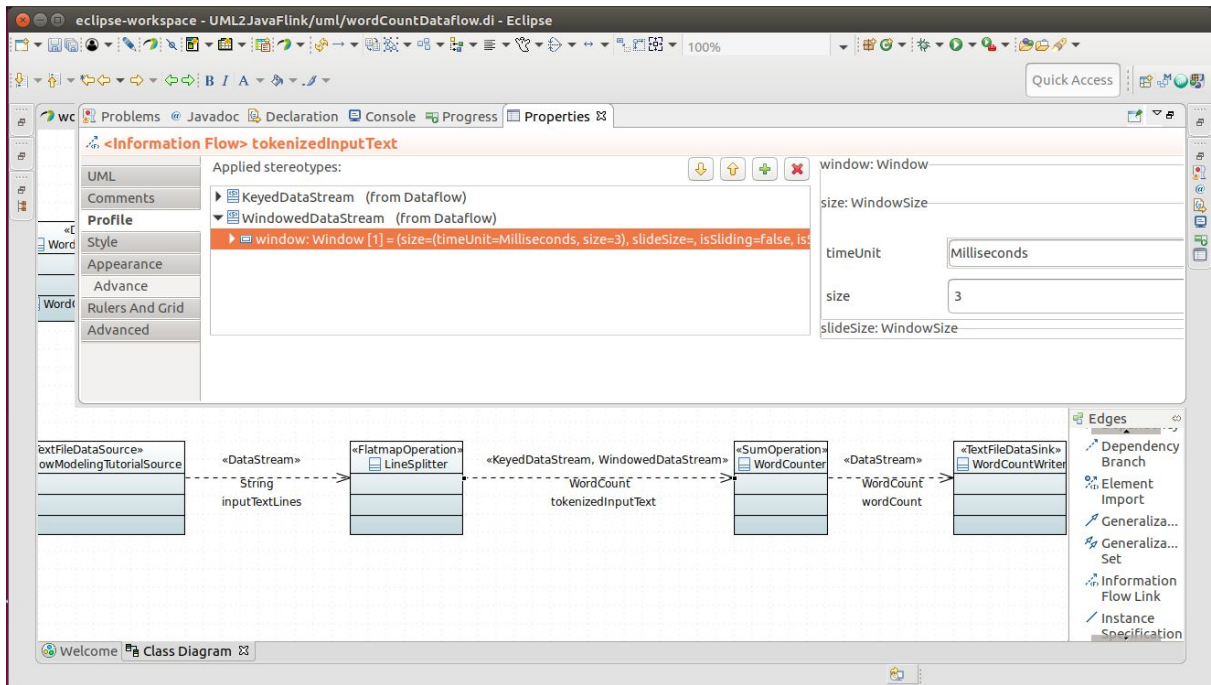 eclipse-workspace - UML2JavaFlink/uml/wordCountDataflow.di - Eclipse
100%
B I A
Quick Access
wc Problems @ Javadoc Declaration Console Progress Properties
<Information Flow> tokenizedInputText
UML
Comments
Profile
Style
Appearance
Advance
Rulers And Grid
Advanced
Applied stereotypes:
KeyedDataStream (from Dataflow)
WindowedDataStream (from Dataflow)
window: Window [1] = (size=(timeUnit=Milliseconds, size=3), slideSize=, isSliding=false, is
window: Window
size: WindowSize
timeUnit Milliseconds
size 3
slideSize: WindowSize
«D
Word
Word
extFileDataSource»
owModelingTutorialSource
«DataStream»
String
inputTextLines
«FlatmapOperation»
LineSplitter
«KeyedDataStream, WindowedDataStream»
WordCount
tokenizedInputText
«SumOperation»
WordCounter
«DataStream»
WordCount
wordCount
«TextFileDataSink»
WordCountWriter
Edges
Dependency
Branch
Element
Import
Generaliza...
Generaliza...
Set
Information
Flow Link
Instance
Specification
Welcome Class Diagram